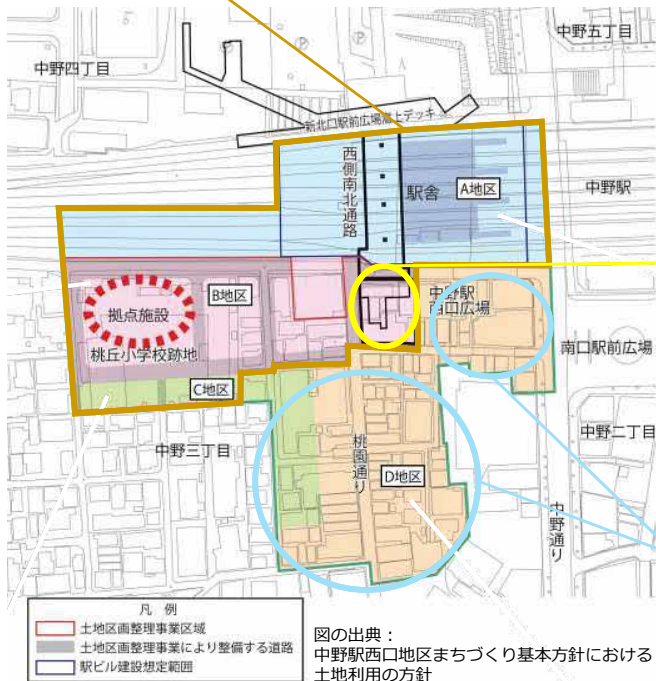 中野五丁目
中野四丁目
新北口駅前広場嵩上デッキ
西側南北通路
駅舎
A地区
中野駅
B地区
拠点施設
中野駅
西口広場
桃丘小学校跡地
南口駅前広場
C地区
中野三丁目
桃園通り
中野二丁目
D地区
中野通り
凡 例
土地区画整理事業区域
土地区画整理事業により整備する道路
駅ビル建設想定範囲
図の出典：
中野駅西口地区まちづくり基本方針における
土地利用の方針